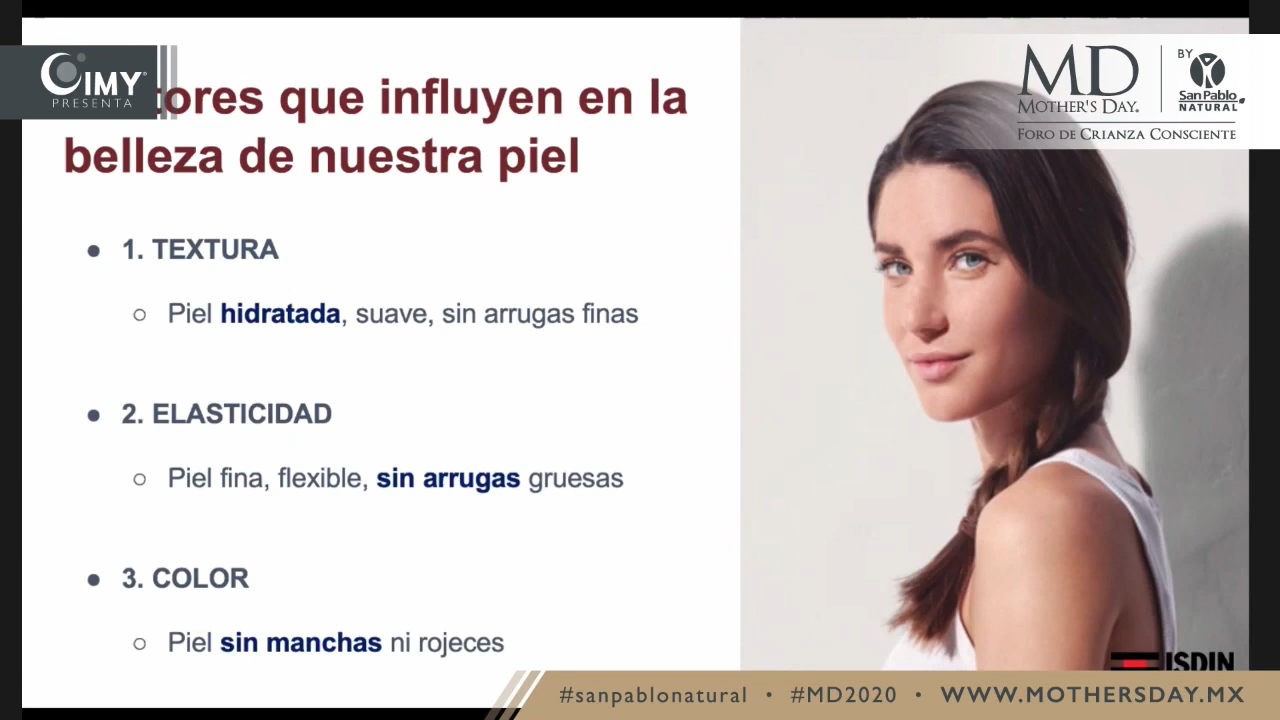 CIMY
PRESENTA
tores que influyen en la
belleza de nuestra piel
● 1. TEXTURA
○ Piel hidratada, suave, sin arrugas finas
● 2. ELASTICIDAD
○ Piel fina, flexible, sin arrugas gruesas
● 3. COLOR
○ Piel sin manchas ni rojeces
MD
MOTHER'S DAY.
BY
San Pablo
NATURAL
FORO DE CRIANZA CONSCIENTE
ISDIN
#sanpablonatural • #MD2020 • WWW.MOTHERSDAY.MX